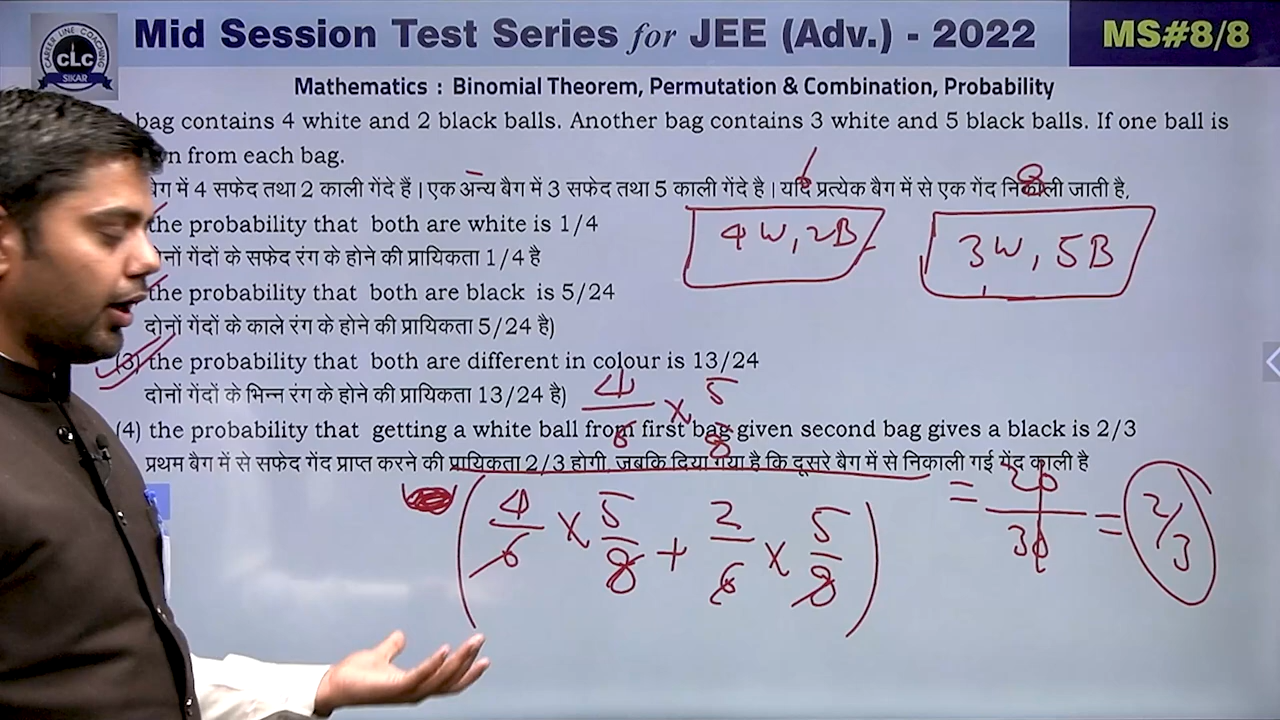 CAREER LINE COACHING
CLC
SIKAR
Mid Session Test Series for JEE (Adv.) - 2022
MS#8/8
Mathematics : Binomial Theorem, Permutation & Combination, Probability
bag contains 4 white and 2 black balls. Another bag contains 3 white and 5 black balls. If one ball is
from each bag.
बैग में 4 सफेद तथा 2 काली गेंदे हैं। एक अन्य बैग में 3 सफेद तथा 5 काली गेंदे है। यदि प्रत्येक बैग में से एक गेंद निकाली जाती है,
6
8
the probability that both are white is 1/4
4W, 2B
3W, 5B
दोनों गेंदों के सफेद रंग के होने की प्रायिकता 1/4 है
the probability that both are black is 5/24
दोनों गेंदों के काले रंग के होने की प्रायिकता 5/24 है)
(3) the probability that both are different in colour is 13/24
दोनों गेंदों के भिन्न रंग के होने की प्रायिकता 13/24 है)
4/6 × 5/8
(4) the probability that getting a white ball from first bag given second bag gives a black is 2/3
प्रथम बैग में से सफेद गेंद प्राप्त करने की प्रायिकता 2/3 होगी, जबकि दिया गया है कि दूसरे बैग में से निकाली गई गेंद काली है
(4/6 × 5/8 + 2/6 × 5/8) = 20/30 = 2/3